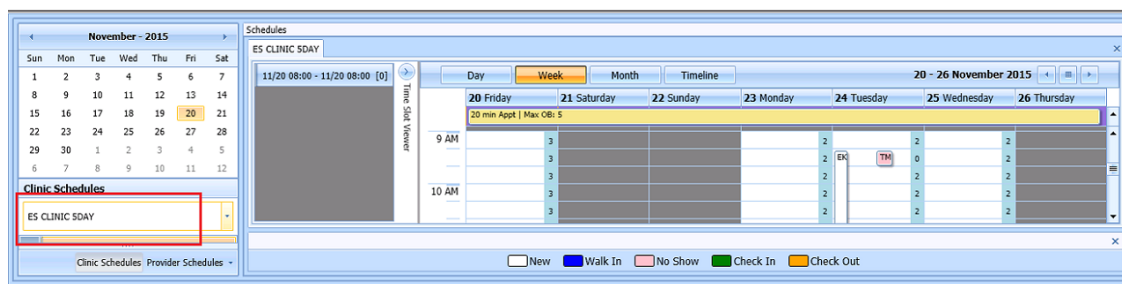 November - 2015
Sun Mon Tue Wed Thu Fri Sat
1 2 3 4 5 6 7
8 9 10 11 12 13 14
15 16 17 18 19 20 21
22 23 24 25 26 27 28
29 30 1 2 3 4 5
6 7 8 9 10 11 12
Clinic Schedules
ES CLINIC 5DAY
Clinic Schedules Provider Schedules
Schedules
ES CLINIC 5DAY
11/20 08:00 - 11/20 08:00 [0]
Time Slot Viewer
Day Week Month Timeline 20 - 26 November 2015
20 Friday 21 Saturday 22 Sunday 23 Monday 24 Tuesday 25 Wednesday 26 Thursday
20 min Appt | Max OB: 5
9 AM 3 2 2 2
3 2 EK TM 0 2
3 2 2 2
10 AM 3 2 2 2
3 2 2 2
New Walk In No Show Check In Check Out